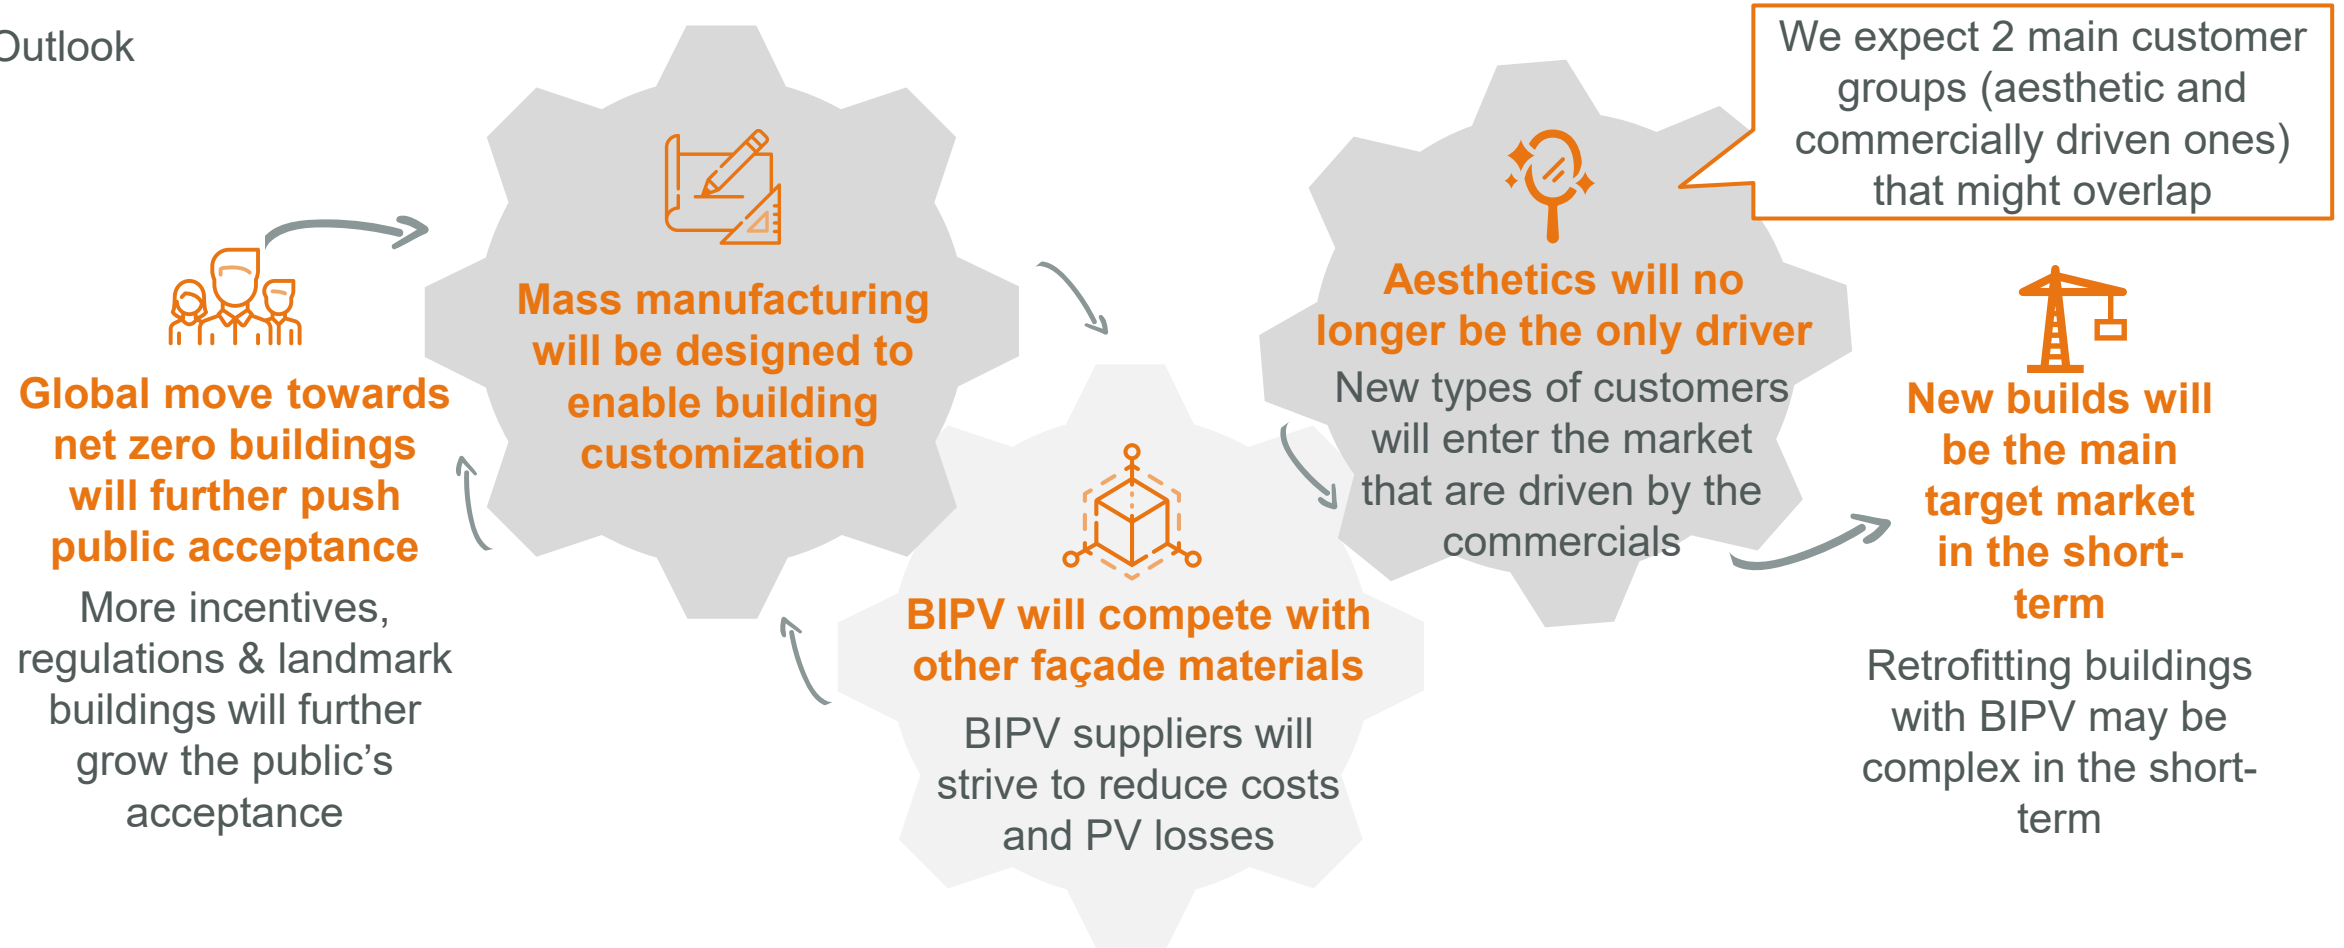 Outlook
Global move towards
net zero buildings
will further push
public acceptance
More incentives,
regulations & landmark
buildings will further
grow the public’s
acceptance
Mass manufacturing
will be designed to
enable building
customization
BIPV will compete with
other façade materials
BIPV suppliers will
strive to reduce costs
and PV losses
Aesthetics will no
longer be the only driver
New types of customers
will enter the market
that are driven by the
commercials
We expect 2 main customer
groups (aesthetic and
commercially driven ones)
that might overlap
New builds will
be the main
target market
in the short-
term
Retrofitting buildings
with BIPV may be
complex in the short-
term